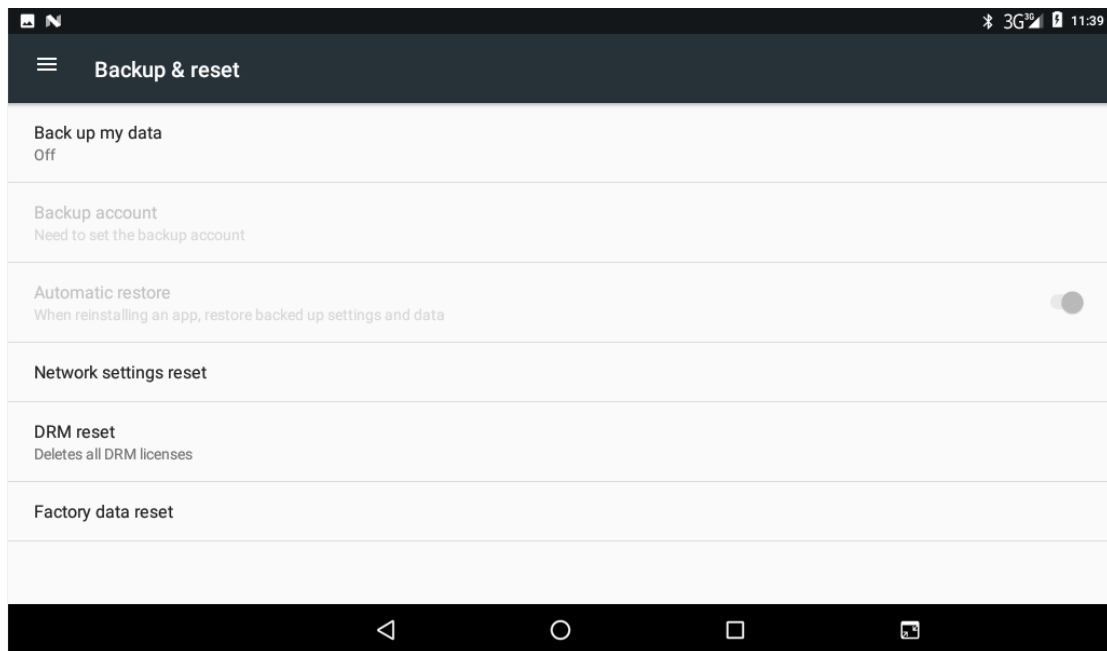 3G 3G 11:39
Backup & reset
Back up my data
Off
Backup account
Need to set the backup account
Automatic restore
When reinstalling an app, restore backed up settings and data
Network settings reset
DRM reset
Deletes all DRM licenses
Factory data reset